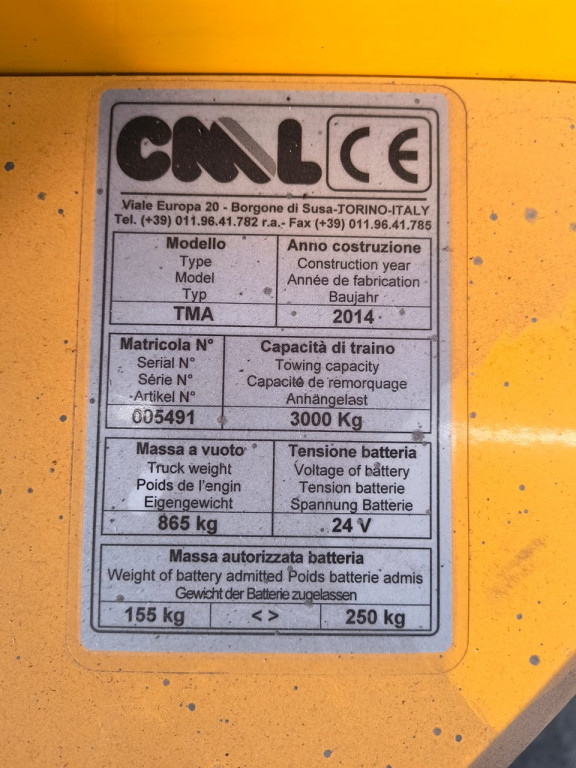 CML CE
Viale Europa 20 - Borgone di Susa-TORINO-ITALY
Tel. (+39) 011.96.41.782 r.a.- Fax (+39) 011.96.41.785
Modello
Type
Model
Typ
TMA
Anno costruzione
Construction year
Année de fabrication
Baujahr
2014
Matricola N°
Serial N°
Série N°
Artikel N°
005491
Capacità di traino
Towing capacity
Capacité de remorquage
Anhängelast
3000 Kg
Massa a vuoto
Truck weight
Poids de l'engin
Eigengewicht
865 kg
Tensione batteria
Voltage of battery
Tension batterie
Spannung Batterie
24 V
Massa autorizzata batteria
Weight of battery admitted Poids batterie admis
Gewicht der Batterie zugelassen
155 kg < > 250 kg